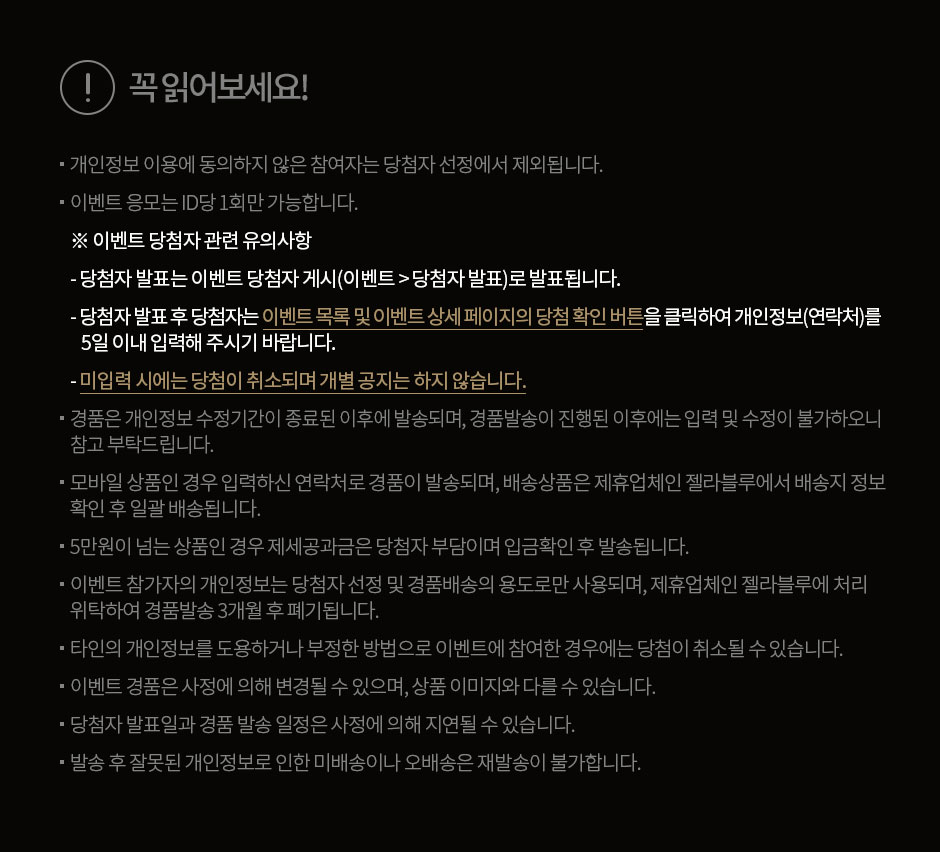 꼭 읽어보세요!
▪ 개인정보 이용에 동의하지 않은 참여자는 당첨자 선정에서 제외됩니다.
▪ 이벤트 응모는 ID당 1회만 가능합니다.
※ 이벤트 당첨자 관련 유의사항
- 당첨자 발표는 이벤트 당첨자 게시(이벤트 > 당첨자 발표)로 발표됩니다.
- 당첨자 발표 후 당첨자는 이벤트 목록 및 이벤트 상세 페이지의 당첨 확인 버튼을 클릭하여 개인정보(연락처)를
5일 이내 입력해 주시기 바랍니다.
- 미입력 시에는 당첨이 취소되며 개별 공지는 하지 않습니다.
▪ 경품은 개인정보 수정기간이 종료된 이후에 발송되며, 경품발송이 진행된 이후에는 입력 및 수정이 불가하오니
참고 부탁드립니다.
▪ 모바일 상품인 경우 입력하신 연락처로 경품이 발송되며, 배송상품은 제휴업체인 젤라블루에서 배송지 정보
확인 후 일괄 배송됩니다.
▪ 5만원이 넘는 상품인 경우 제세공과금은 당첨자 부담이며 입금확인 후 발송됩니다.
▪ 이벤트 참가자의 개인정보는 당첨자 선정 및 경품배송의 용도로만 사용되며, 제휴업체인 젤라블루에 처리
위탁하여 경품발송 3개월 후 폐기됩니다.
▪ 타인의 개인정보를 도용하거나 부정한 방법으로 이벤트에 참여한 경우에는 당첨이 취소될 수 있습니다.
▪ 이벤트 경품은 사정에 의해 변경될 수 있으며, 상품 이미지와 다를 수 있습니다.
▪ 당첨자 발표일과 경품 발송 일정은 사정에 의해 지연될 수 있습니다.
▪ 발송 후 잘못된 개인정보로 인한 미배송이나 오배송은 재발송이 불가합니다.